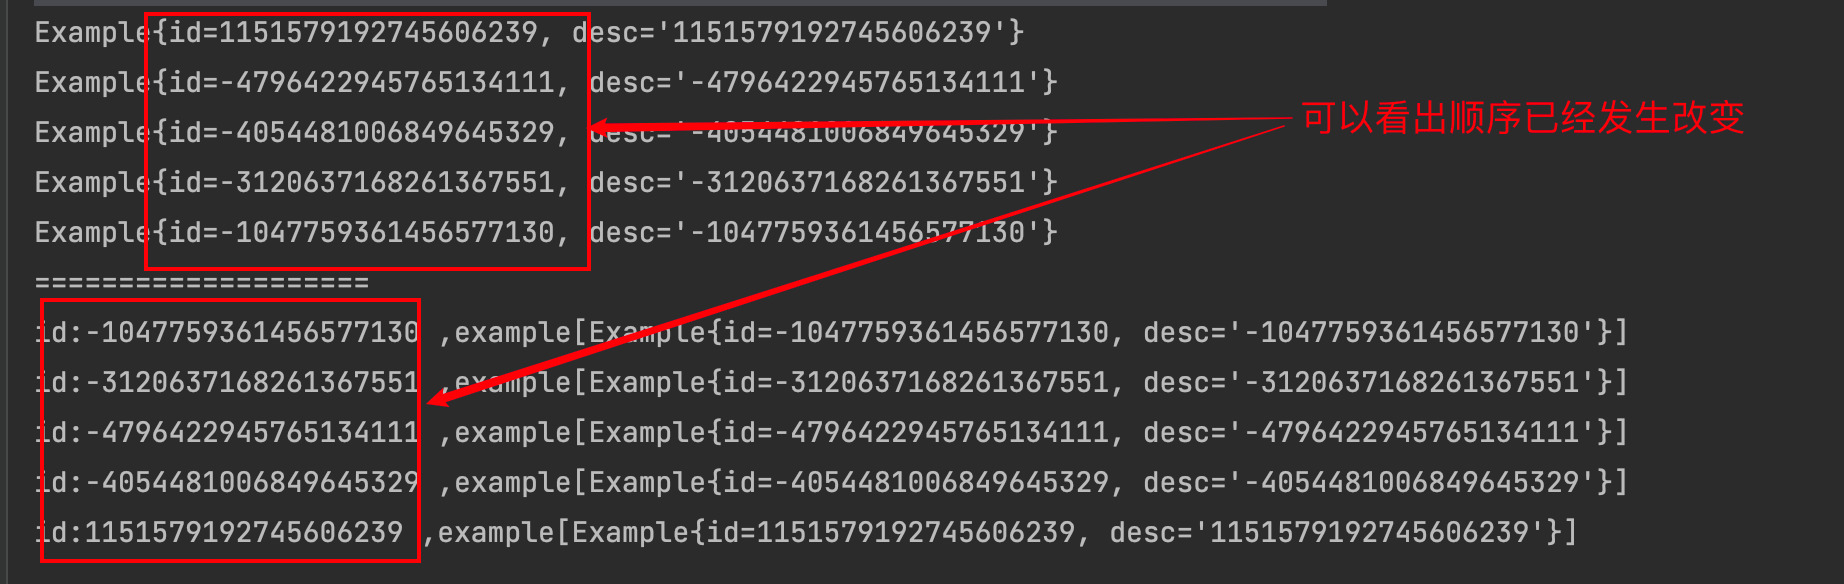 Example{id=1151579192745606239, desc='1151579192745606239'}
Example{id=-4796422945765134111, desc='-4796422945765134111'}
Example{id=-4054481006849645329, desc='-4054481006849645329'}
可以看出顺序已经发生改变
Example{id=-3120637168261367551, desc='-3120637168261367551'}
Example{id=-1047759361456577130, desc='-1047759361456577130'}
====================
id:-1047759361456577130 ,example[Example{id=-1047759361456577130, desc='-1047759361456577130'}]
id:-3120637168261367551 ,example[Example{id=-3120637168261367551, desc='-3120637168261367551'}]
id:-4796422945765134111 ,example[Example{id=-4796422945765134111, desc='-4796422945765134111'}]
id:-4054481006849645329 ,example[Example{id=-4054481006849645329, desc='-4054481006849645329'}]
id:1151579192745606239 ,example[Example{id=1151579192745606239, desc='1151579192745606239'}]